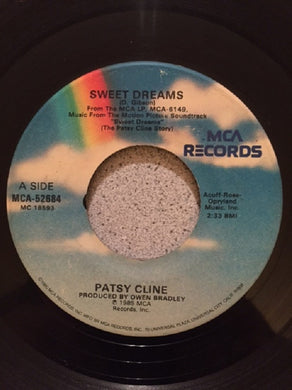 SWEET DREAMS
(D. Gibson)
From The MCA LP, MCA-6149,
Music From The Motion Picture Soundtrack
"Sweet Dreams"
(The Patsy Cline Story)
MCA RECORDS
A SIDE
MCA-52684
MC 18593
Acuff-Rose-
Opryland
Music, Inc.
2:33 BMI
PATSY CLINE
PRODUCED BY OWEN BRADLEY
℗ 1985 MCA
Records, Inc.